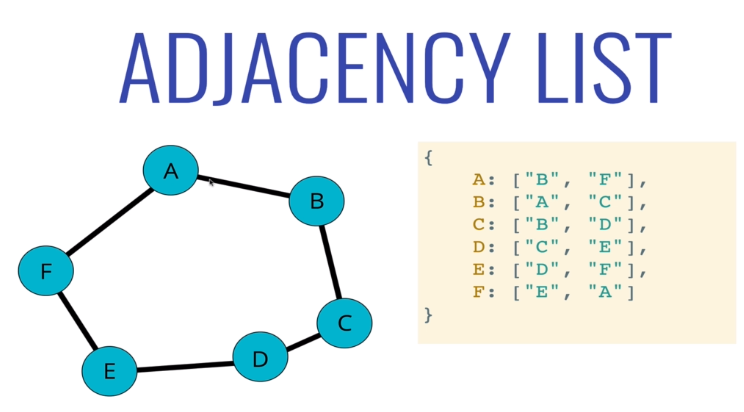 ADJACENCY LIST
A
B
F
C
D
E
{
A: ["B", "F"],
B: ["A", "C"],
C: ["B", "D"],
D: ["C", "E"],
E: ["D", "F"],
F: ["E", "A"]
}